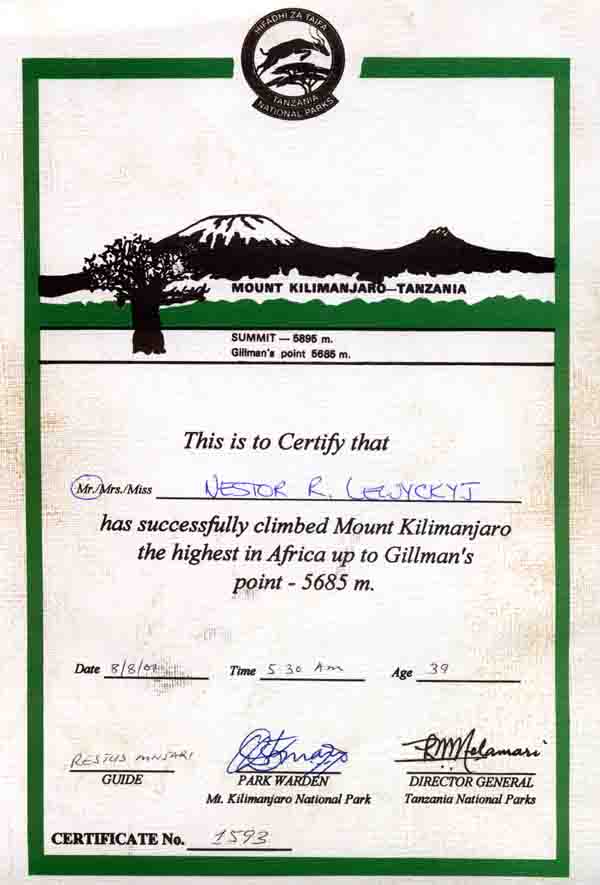 HIFADHI ZA TAIFA
TANZANIA
NATIONAL PARKS
MOUNT KILIMANJARO—TANZANIA
SUMMIT — 5895 m.
Gillman's point 5685 m.
This is to Certify that
Mr./Mrs./Miss NESTOR R. LEWYCKYJ
has successfully climbed Mount Kilimanjaro
the highest in Africa up to Gillman's
point - 5685 m.
Date 8/8/ Time 5 30 Am Age 39
RESTUS MNJARI
GUIDE PARK WARDEN DIRECTOR GENERAL
Mt. Kilimanjaro National Park Tanzania National Parks
CERTIFICATE No. 1593